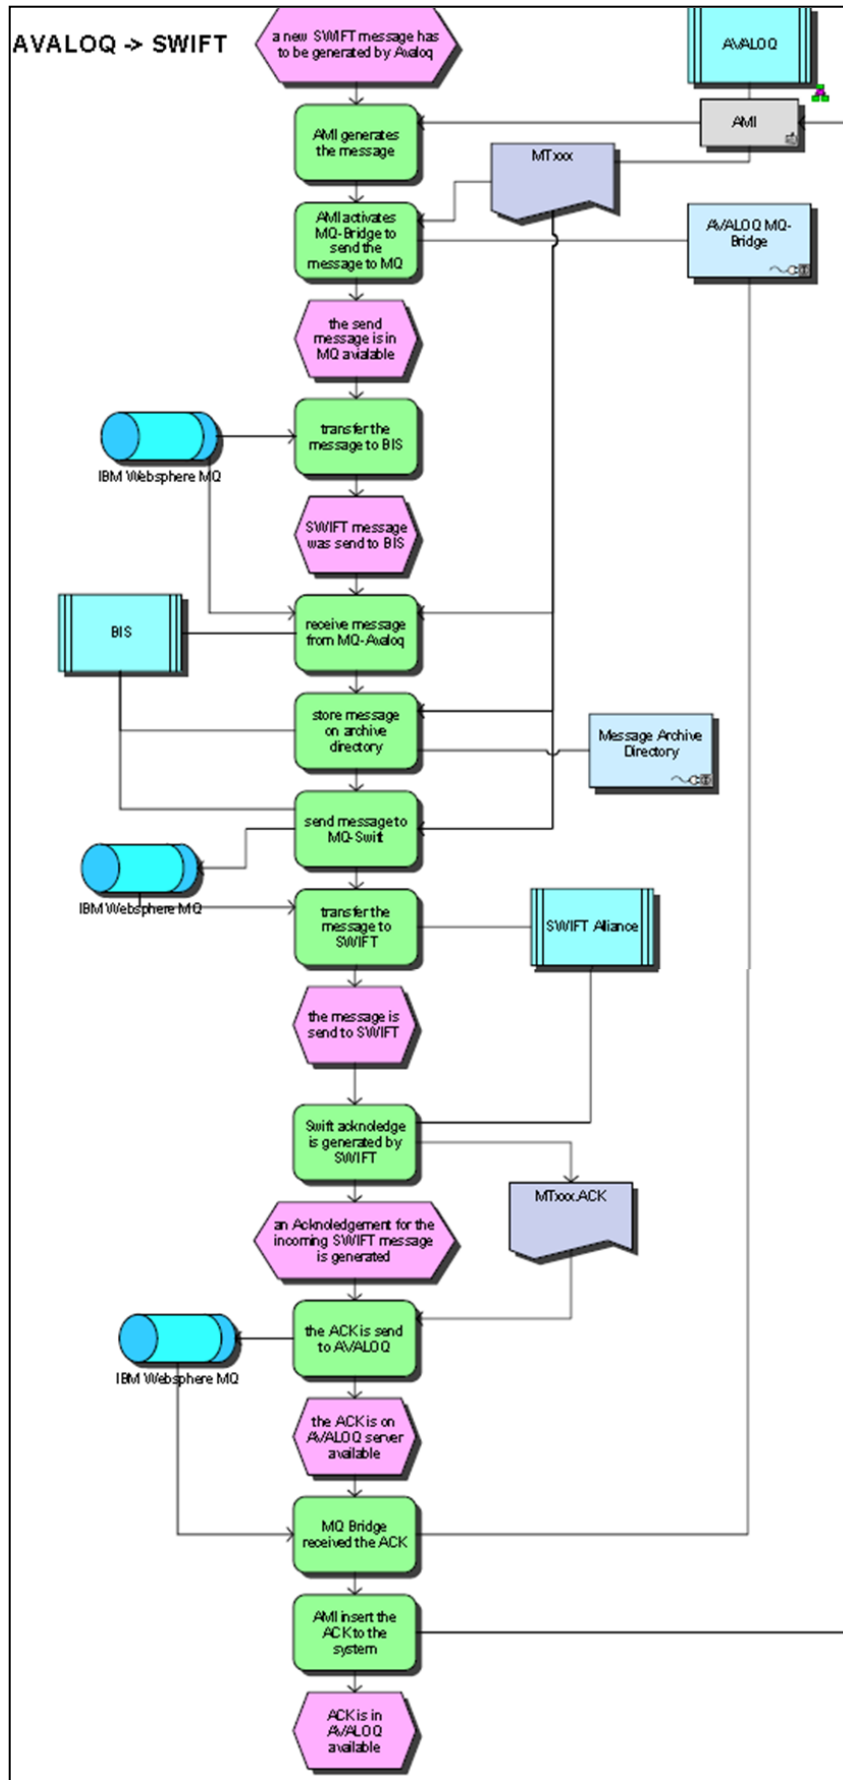 AVALOQ -> SWIFT
a new SWIFT message has
to be generated by Avaloq
AVALOQ
AMI
AMI generates
the message
MTxxx
AMI activates
MQ-Bridge to
send the
message to MQ
AVALOQ MQ-
Bridge
the send
message is in
MQ avialable
transfer the
message to BIS
IBM Websphere MQ
SWIFT message
was send to BIS
BIS
receive message
from MQ-Avaloq
store message
on archive
directory
Message Archive
Directory
send message to
MQ-Swift
IBM Websphere MQ
transfer the
message to
SWIFT
SWIFT Alliance
the message is
send to SWIFT
Swift acknoledge
is generated by
SWIFT
MTxxx.ACK
an Acknoledgement for the
incoming SWIFT message
is generated
the ACK is send
to AVALOQ
IBM Websphere MQ
the ACK is on
AVALOQ server
available
MQ Bridge
received the ACK
AMI insert the
ACK to the
system
ACK is in
AVALOQ
available